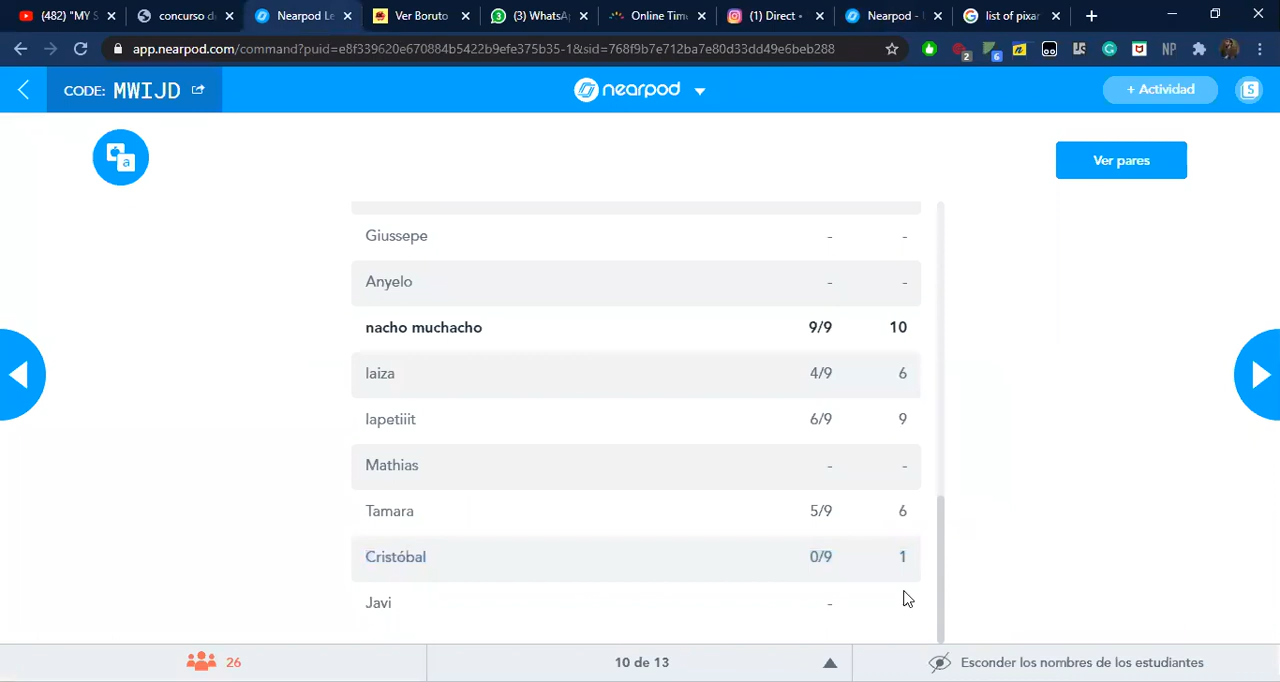 (482) "MY S
concurso d
Nearpod Le
Ver Boruto
(3) WhatsA
Online Tim
(1) Direct •
Nearpod -
list of pixar
app.nearpod.com/command?puid=e8f339620e670884b5422b9efe375b35-1&sid=768f9b7e712ba7e80d33dd49e6beb288
CODE: MWIJD
nearpod
+ Actividad
S
Ver pares
Giussepe - -
Anyelo - -
nacho muchacho 9/9 10
laiza 4/9 6
lapetiiit 6/9 9
Mathias - -
Tamara 5/9 6
Cristóbal 0/9 1
Javi -
26
10 de 13
Esconder los nombres de los estudiantes